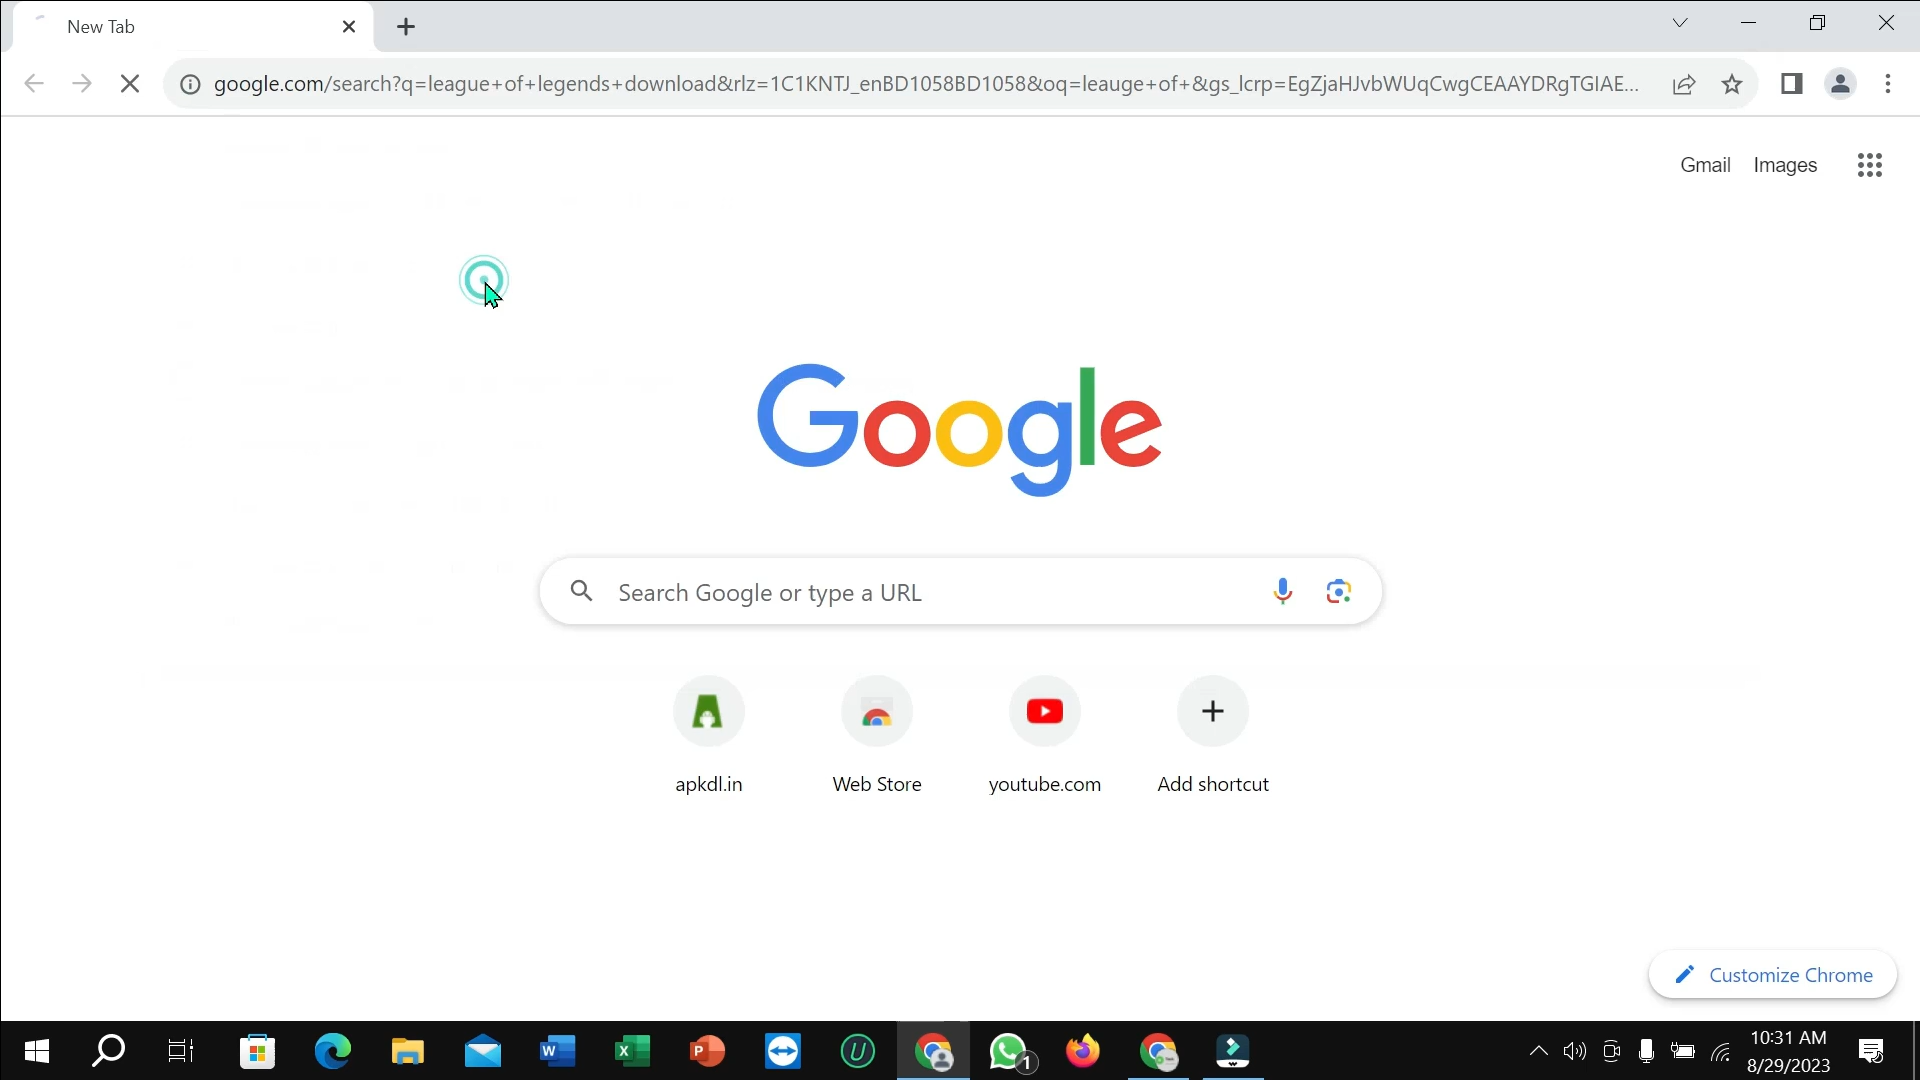 New Tab
google.com/search?q=league+of+legends+download&rlz=1C1KNTJ_enBD1058BD1058&oq=leauge+of+&gs_lcrp=EgZjaHJvbWUqCwgCEAAYDRgTGIAE...
Gmail Images
Google
Search Google or type a URL
apkdl.in Web Store youtube.com Add shortcut
Customize Chrome
1
10:31 AM
8/29/2023